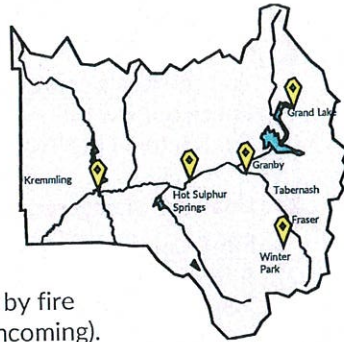 Grand Lake
Granby
Kremmling
Hot Sulphur
Springs
Tabernash
Fraser
Winter
Park
by fire
ncoming).